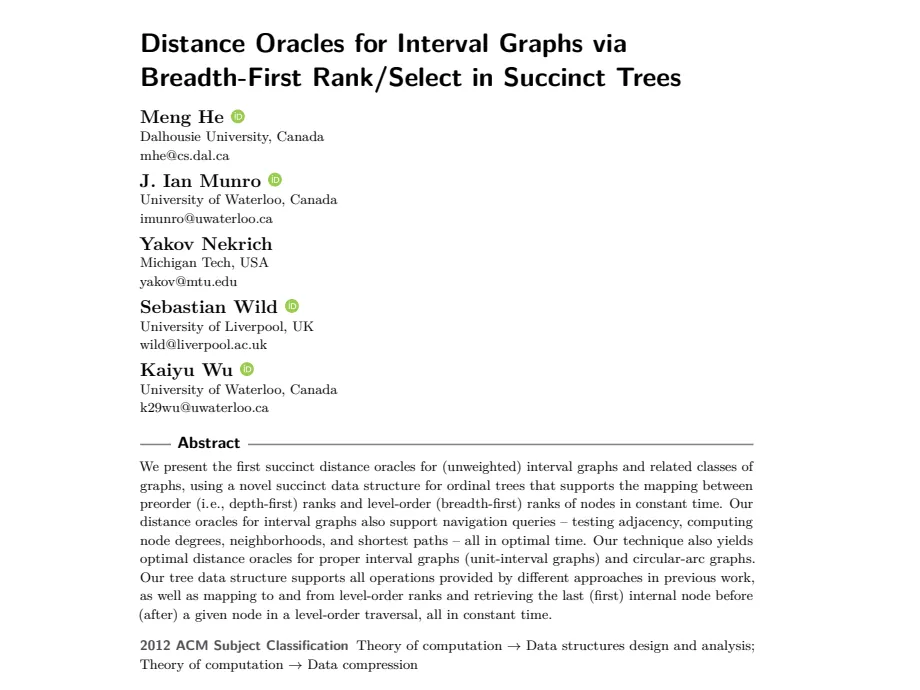 Distance Oracles for Interval Graphs via
Breadth-First Rank/Select in Succinct Trees
Meng He iD
Dalhousie University, Canada
mhe@cs.dal.ca
J. Ian Munro iD
University of Waterloo, Canada
imunro@uwaterloo.ca
Yakov Nekrich
Michigan Tech, USA
yakov@mtu.edu
Sebastian Wild iD
University of Liverpool, UK
wild@liverpool.ac.uk
Kaiyu Wu iD
University of Waterloo, Canada
k29wu@uwaterloo.ca
Abstract
We present the first succinct distance oracles for (unweighted) interval graphs and related classes of
graphs, using a novel succinct data structure for ordinal trees that supports the mapping between
preorder (i.e., depth-first) ranks and level-order (breadth-first) ranks of nodes in constant time. Our
distance oracles for interval graphs also support navigation queries – testing adjacency, computing
node degrees, neighborhoods, and shortest paths – all in optimal time. Our technique also yields
optimal distance oracles for proper interval graphs (unit-interval graphs) and circular-arc graphs.
Our tree data structure supports all operations provided by different approaches in previous work,
as well as mapping to and from level-order ranks and retrieving the last (first) internal node before
(after) a given node in a level-order traversal, all in constant time.
2012 ACM Subject Classification Theory of computation → Data structures design and analysis;
Theory of computation → Data compression